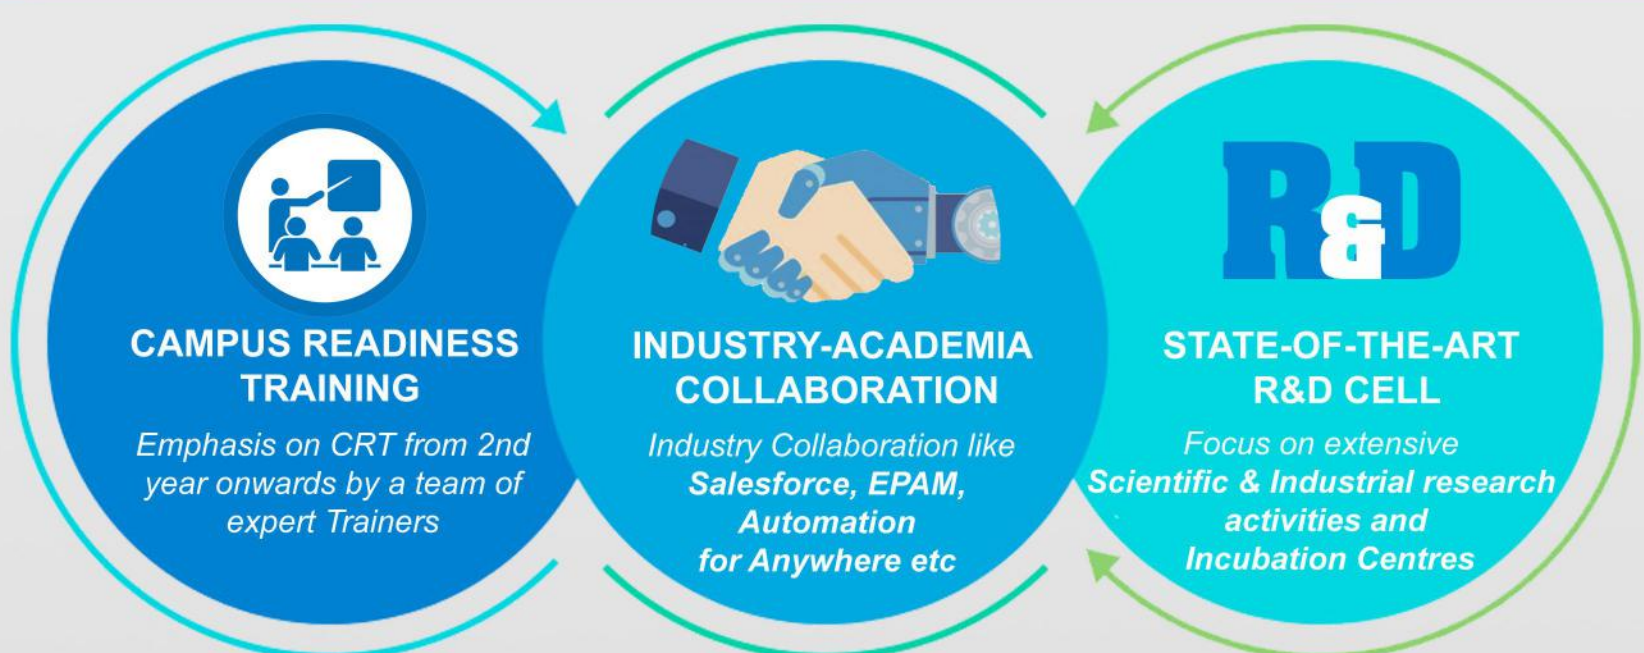 CAMPUS READINESS
TRAINING
Emphasis on CRT from 2nd
year onwards by a team of
expert Trainers
INDUSTRY-ACADEMIA
COLLABORATION
Industry Collaboration like
Salesforce, EPAM,
Automation
for Anywhere etc
R&D
STATE-OF-THE-ART
R&D CELL
Focus on extensive
Scientific & Industrial research
activities and
Incubation Centres